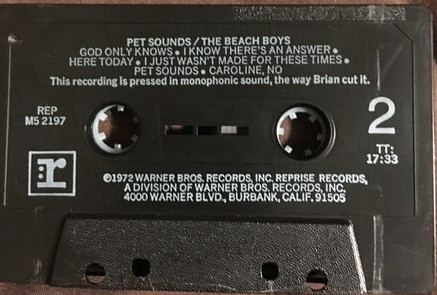 PET SOUNDS/THE BEACH BOYS
GOD ONLY KNOWS • I KNOW THERE'S AN ANSWER •
HERE TODAY • I JUST WASN'T MADE FOR THESE TIMES •
PET SOUNDS • CAROLINE, NO
This recording is pressed in monophonic sound, the way Brian cut it.
REP
M5 2197
2
TT:
17:33
:r
©1972 WARNER BROS. RECORDS, INC. REPRISE RECORDS,
A DIVISION OF WARNER BROS. RECORDS, INC.
4000 WARNER BLVD., BURBANK, CALIF. 91505